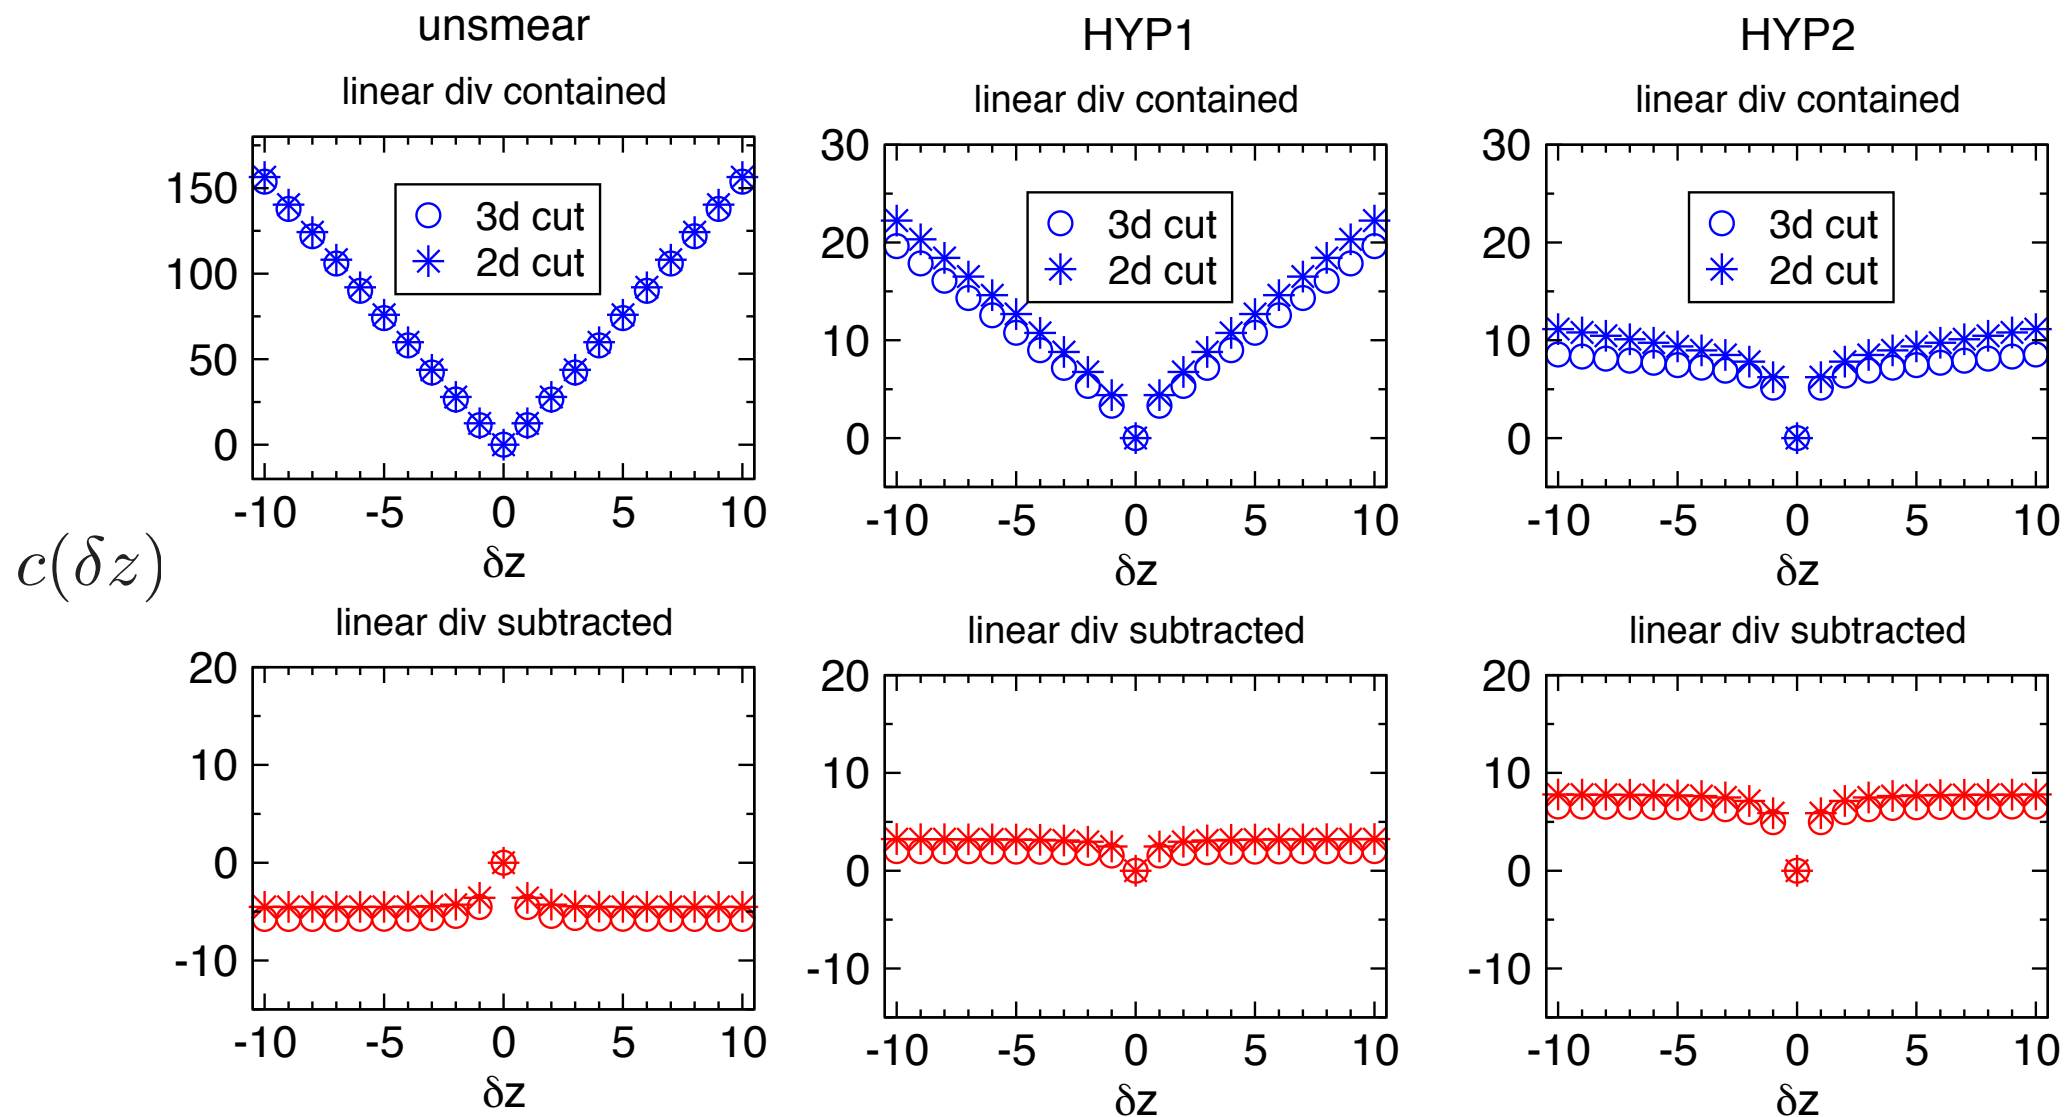 unsmear
HYP1
HYP2
linear div contained
linear div contained
linear div contained
150
100
50
0
3d cut
2d cut
-10 -5 0 5 10
δz
30
20
10
0
3d cut
2d cut
-10 -5 0 5 10
δz
30
20
10
0
3d cut
2d cut
-10 -5 0 5 10
δz
c(δz)
linear div subtracted
linear div subtracted
linear div subtracted
20
10
0
-10
-10 -5 0 5 10
δz
20
10
0
-10
-10 -5 0 5 10
δz
20
10
0
-10
-10 -5 0 5 10
δz